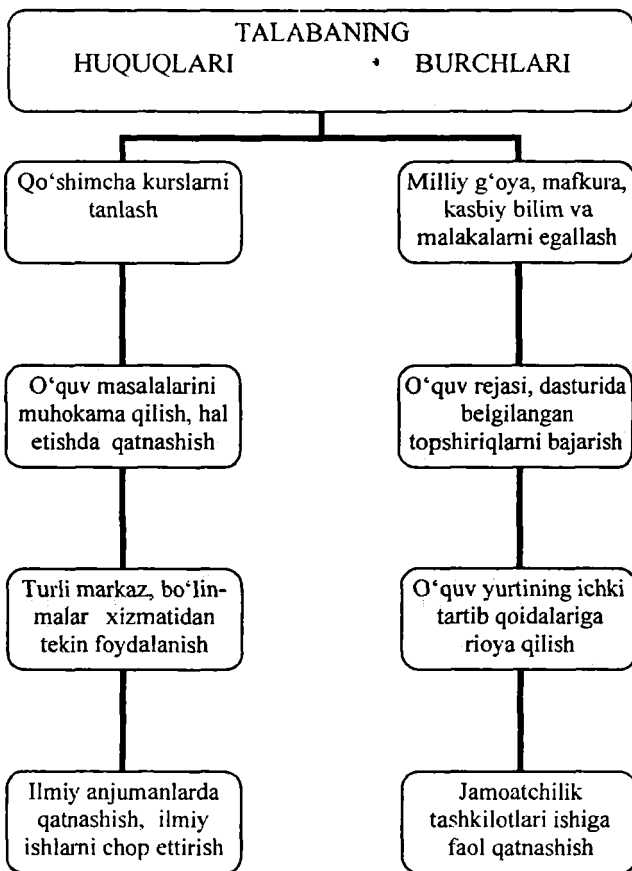 TALABANING
HUQUQLARI BURCHLARI
Qo‘shimcha kurslarni
tanlash
Milliy g‘oya, mafkura,
kasbiy bilim va
malakalarni egallash
O‘quv masalalarini
muhokama qilish, hal
etishda qatnashish
O‘quv rejasi, dasturida
belgilangan
topshiriqlarni bajarish
Turli markaz, bo‘lin-
malar xizmatidan
tekin foydalanish
O‘quv yurtining ichki
tartib qoidalariga
rioya qilish
Ilmiy anjumanlarda
qatnashish, ilmiy
ishlarni chop ettirish
Jamoatchilik
tashkilotlari ishiga
faol qatnashish